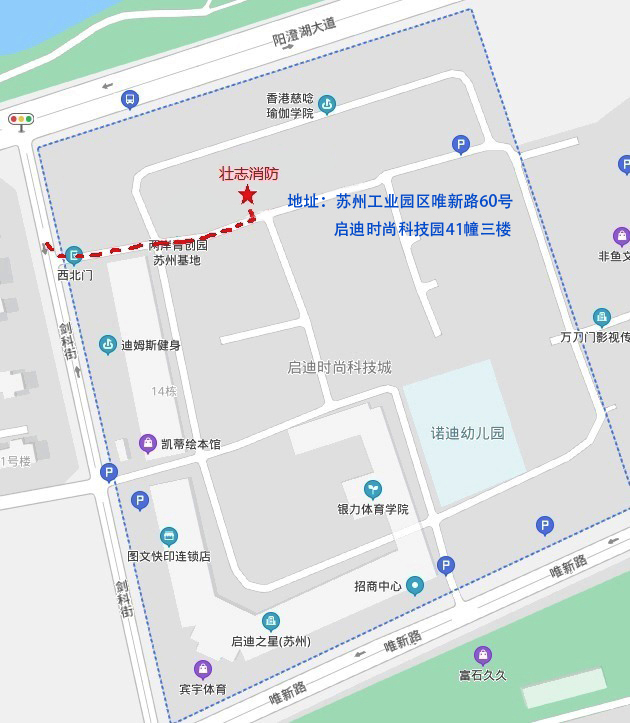 阳澄湖大道
香港慈唸
瑜伽学院
P
壮志消防
地址：苏州工业园区唯新路60号
启迪时尚科技园41幢三楼
P
非鱼文
两岸青创园
苏州基地
西北门
万刀门影视传
剑科街
迪姆斯健身
启迪时尚科技城
14栋
诺迪幼儿园
凯蒂绘本馆
1号楼
P
P
银力体育学院
P
图文快印连锁店
P
唯新路
招商中心
剑科街
启迪之星(苏州)
唯新路
富石久久
宾宇体育
唯新路